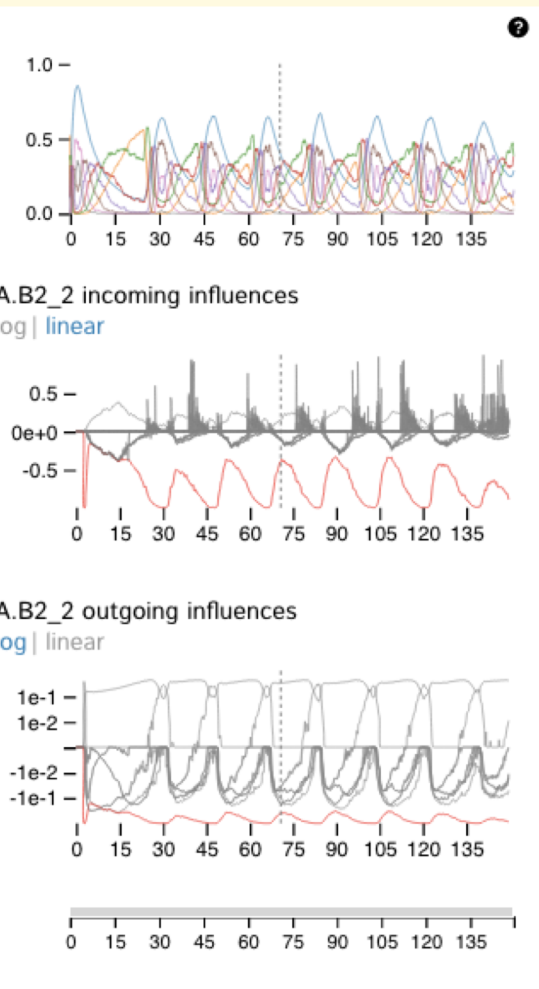 ?
1.0
0.5
0.0
0 15 30 45 60 75 90 105 120 135
A.B2_2 incoming influences
og | linear
0.5
0e+0
-0.5
0 15 30 45 60 75 90 105 120 135
A.B2_2 outgoing influences
og | linear
1e-1
1e-2
-1e-2
-1e-1
0 15 30 45 60 75 90 105 120 135
0 15 30 45 60 75 90 105 120 135